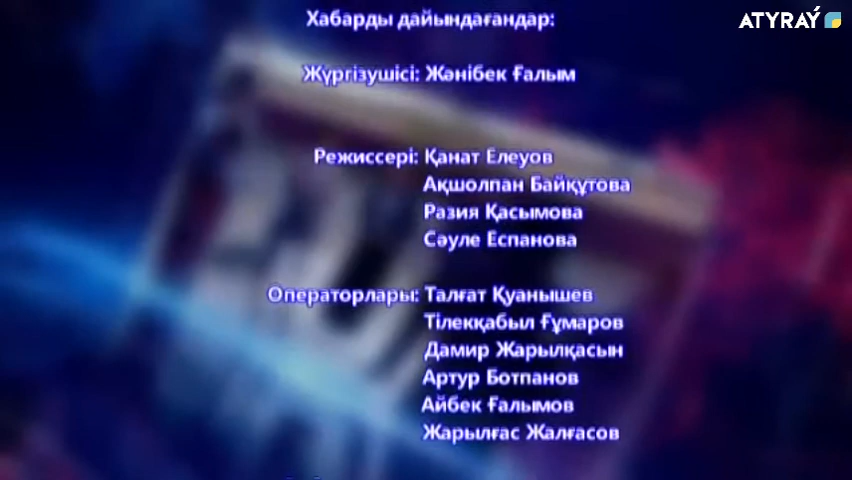 ATYRAÝ
Хабарды дайындағандар:
Жүргізушісі: Жәнібек Ғалым
Режиссері: Қанат Елеуов
Ақшолпан Байқұтова
Разия Қасымова
Сәуле Еспанова
Операторлары: Талғат Қуанышев
Тілекқабыл Ғұмаров
Дамир Жарылқасын
Артур Ботпанов
Айбек Ғалымов
Жарылғас Жалғасов